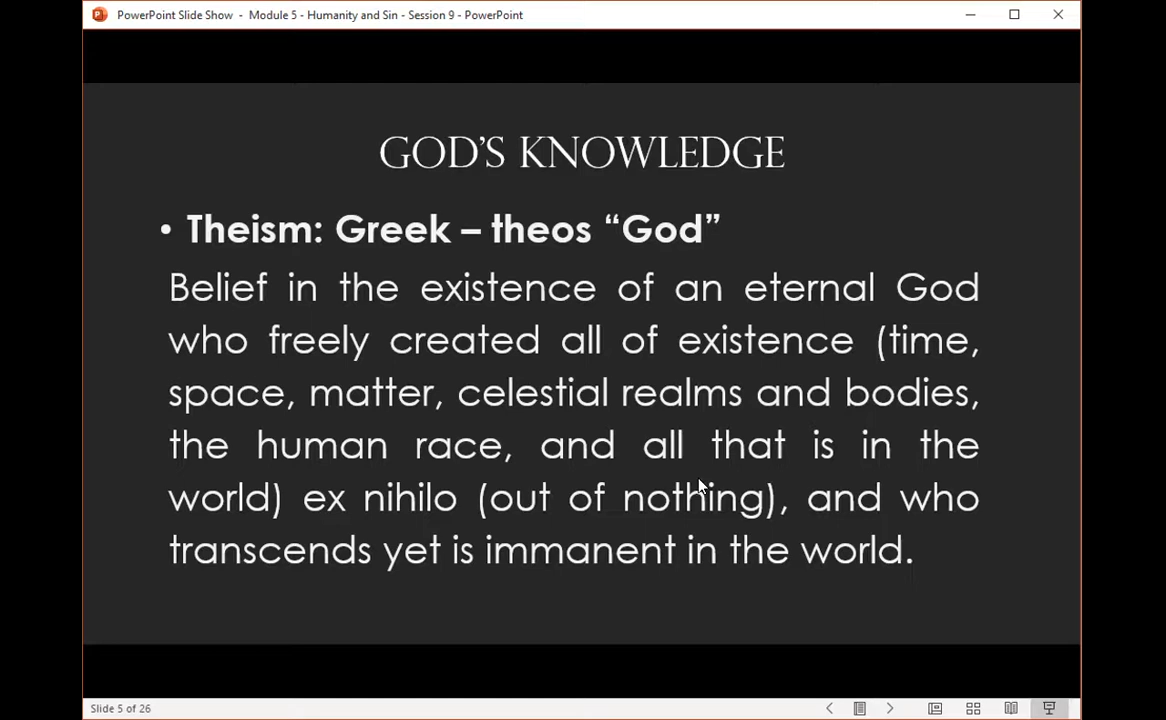 PowerPoint Slide Show - Module 5 - Humanity and Sin - Session 9 - PowerPoint
GOD'S KNOWLEDGE
• Theism: Greek – theos “God”
Belief in the existence of an eternal God
who freely created all of existence (time,
space, matter, celestial realms and bodies,
the human race, and all that is in the
world) ex nihilo (out of nothing), and who
transcends yet is immanent in the world.
Slide 5 of 26